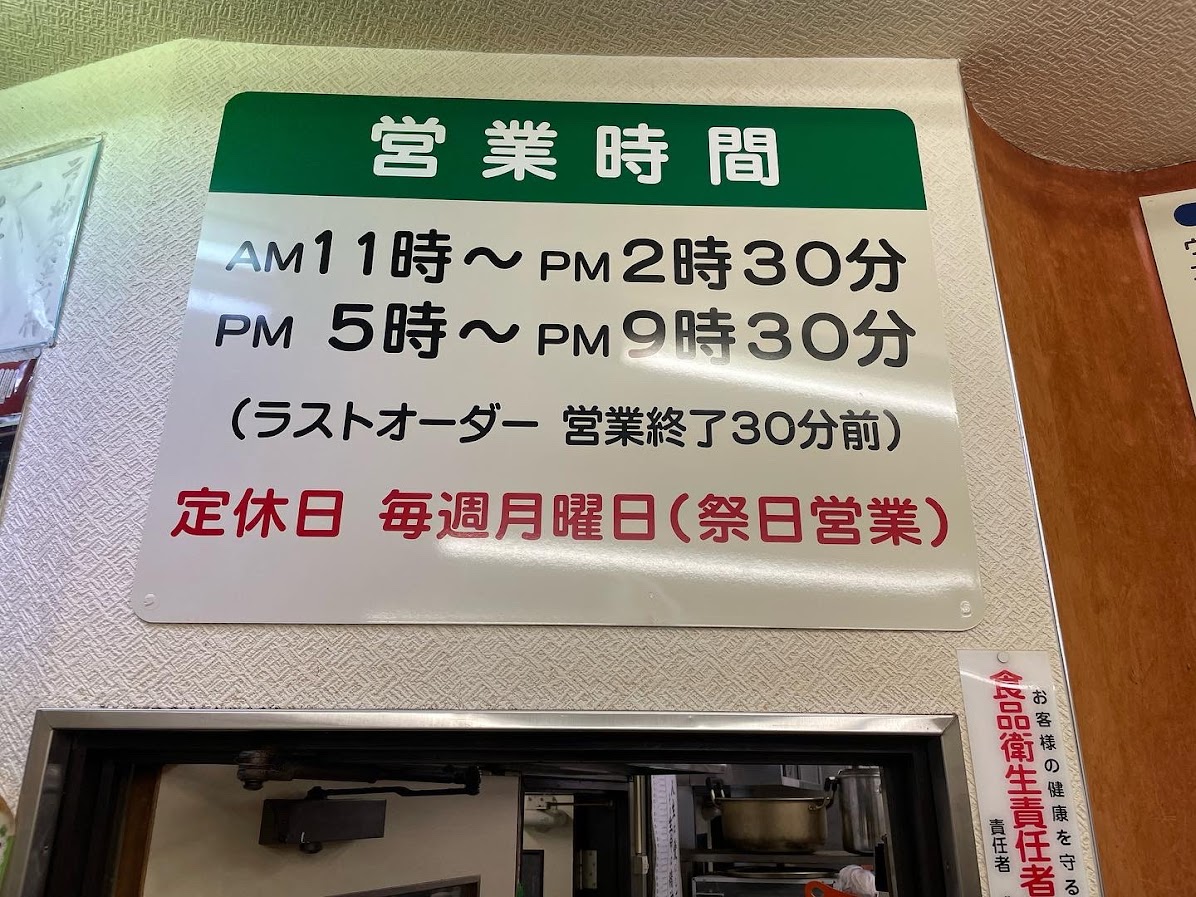 営業時間
AM11時～PM2時30分
PM 5時～PM9時30分
(ラストオーダー 営業終了30分前)
定休日 毎週月曜日(祭日営業)
お客様の健康を守る
食品衛生責任者
責任者